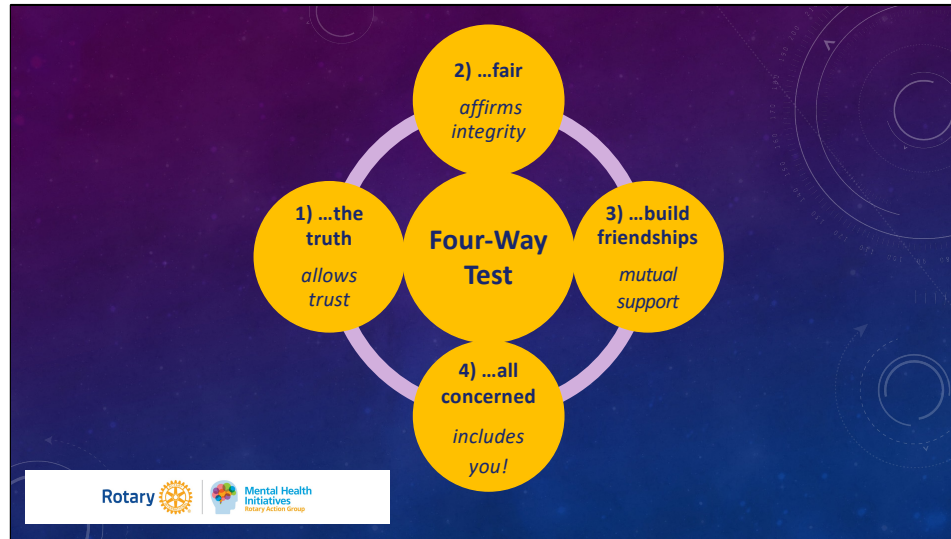 2) ...fair
affirms
integrity
1) ...the
truth
allows
trust
Four-Way
Test
3) ...build
friendships
mutual
support
4) ...all
concerned
includes
you!
Rotary
Mental Health
Initiatives
Rotary Action Group